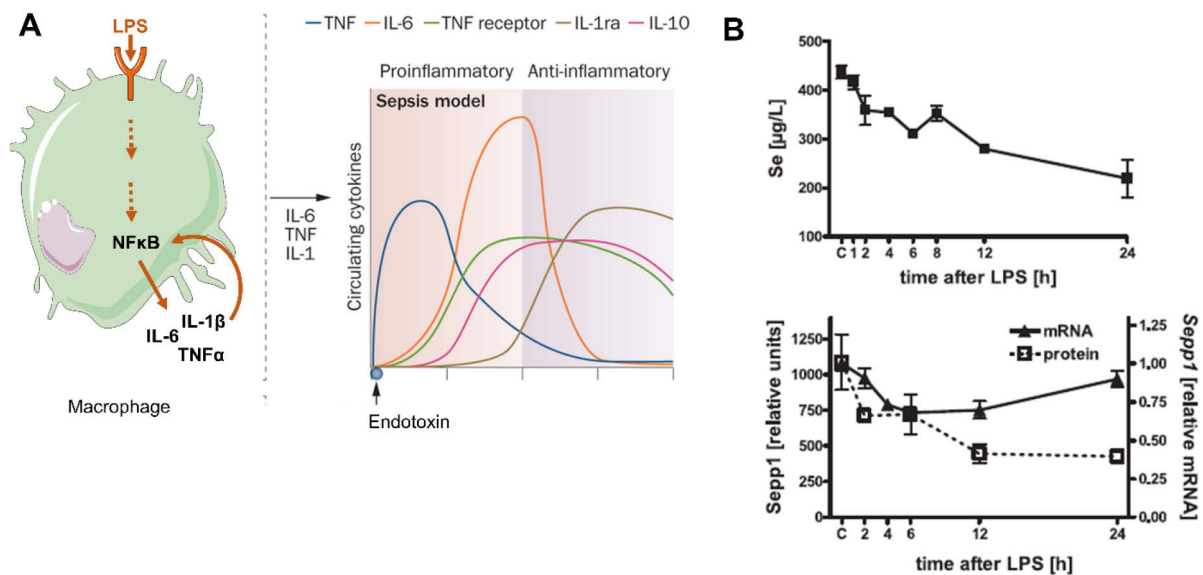 A
LPS
NFκB
IL-1β
IL-6
TNFα
Macrophage
IL-6
TNF
IL-1
TNF IL-6 TNF receptor IL-1ra IL-10
Proinflammatory Anti-inflammatory
Sepsis model
Circulating cytokines
Endotoxin
B
Se [µg/L]
500
400
300
200
100
C 1 2 4 6 8 12 24
time after LPS [h]
Sepp1 [relative units]
1250
1000
750
500
250
0
mRNA
protein
1,25
1,00
0,75
0,50
0,25
0,00
Sepp1 [relative
mRNA]
C 2 4 6 12 24
time after LPS [h]